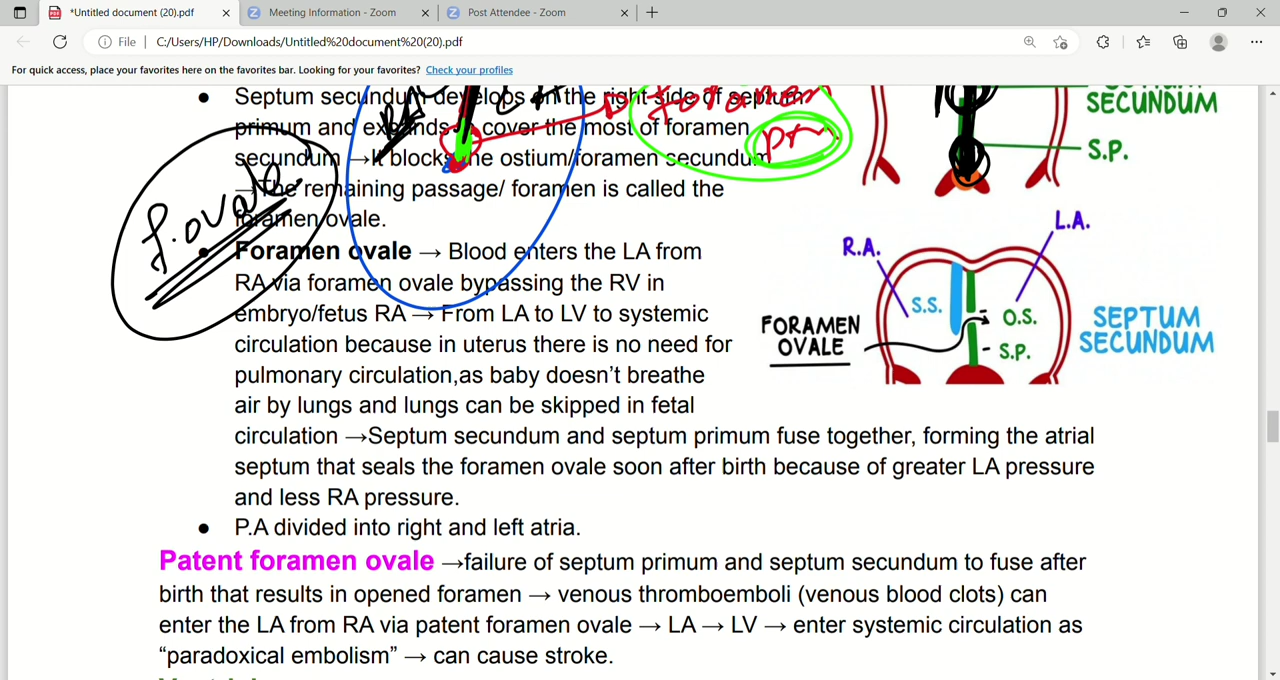 *Untitled document (20).pdf
Meeting Information - Zoom
Post Attendee - Zoom
File
C:/Users/HP/Downloads/Untitled%20document%20(20).pdf
For quick access, place your favorites here on the favorites bar. Looking for your favorites? Check your profiles
Septum secundum develops on the right side of septum
primum and expands to cover the most of foramen
secundum → It blocks the ostium/foramen secundum
→The remaining passage/ foramen is called the
foramen ovale.
foramen
prm
f.ovale
SECUNDUM
S.P.
Foramen ovale → Blood enters the LA from
RA via foramen ovale bypassing the RV in
embryo/fetus RA → From LA to LV to systemic
circulation because in uterus there is no need for
pulmonary circulation,as baby doesn't breathe
air by lungs and lungs can be skipped in fetal
circulation →Septum secundum and septum primum fuse together, forming the atrial
septum that seals the foramen ovale soon after birth because of greater LA pressure
and less RA pressure.
R.A.
L.A.
S.S.
O.S.
S.P.
FORAMEN
OVALE
SEPTUM
SECUNDUM
P.A divided into right and left atria.
Patent foramen ovale →failure of septum primum and septum secundum to fuse after
birth that results in opened foramen → venous thromboemboli (venous blood clots) can
enter the LA from RA via patent foramen ovale → LA → LV → enter systemic circulation as
“paradoxical embolism” → can cause stroke.